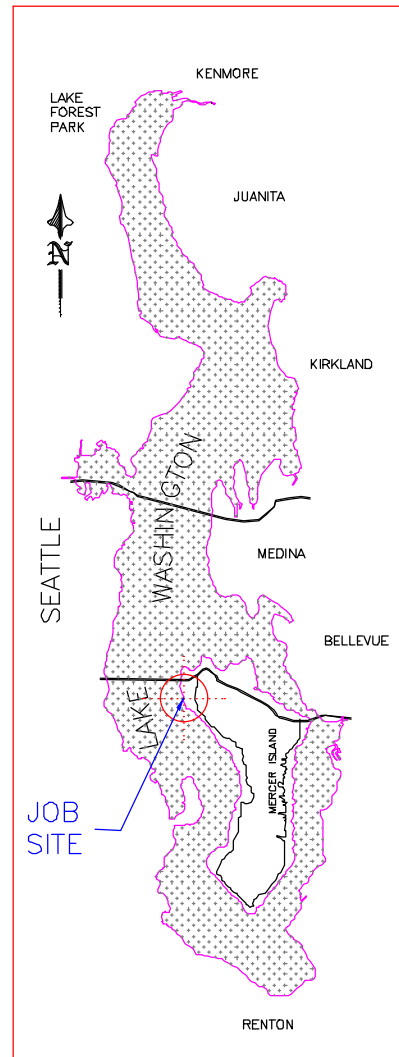 KENMORE
LAKE
FOREST
PARK
JUANITA
N
KIRKLAND
LAKE WASHINGTON
SEATTLE
MEDINA
BELLEVUE
MERCER ISLAND
JOB
SITE
RENTON